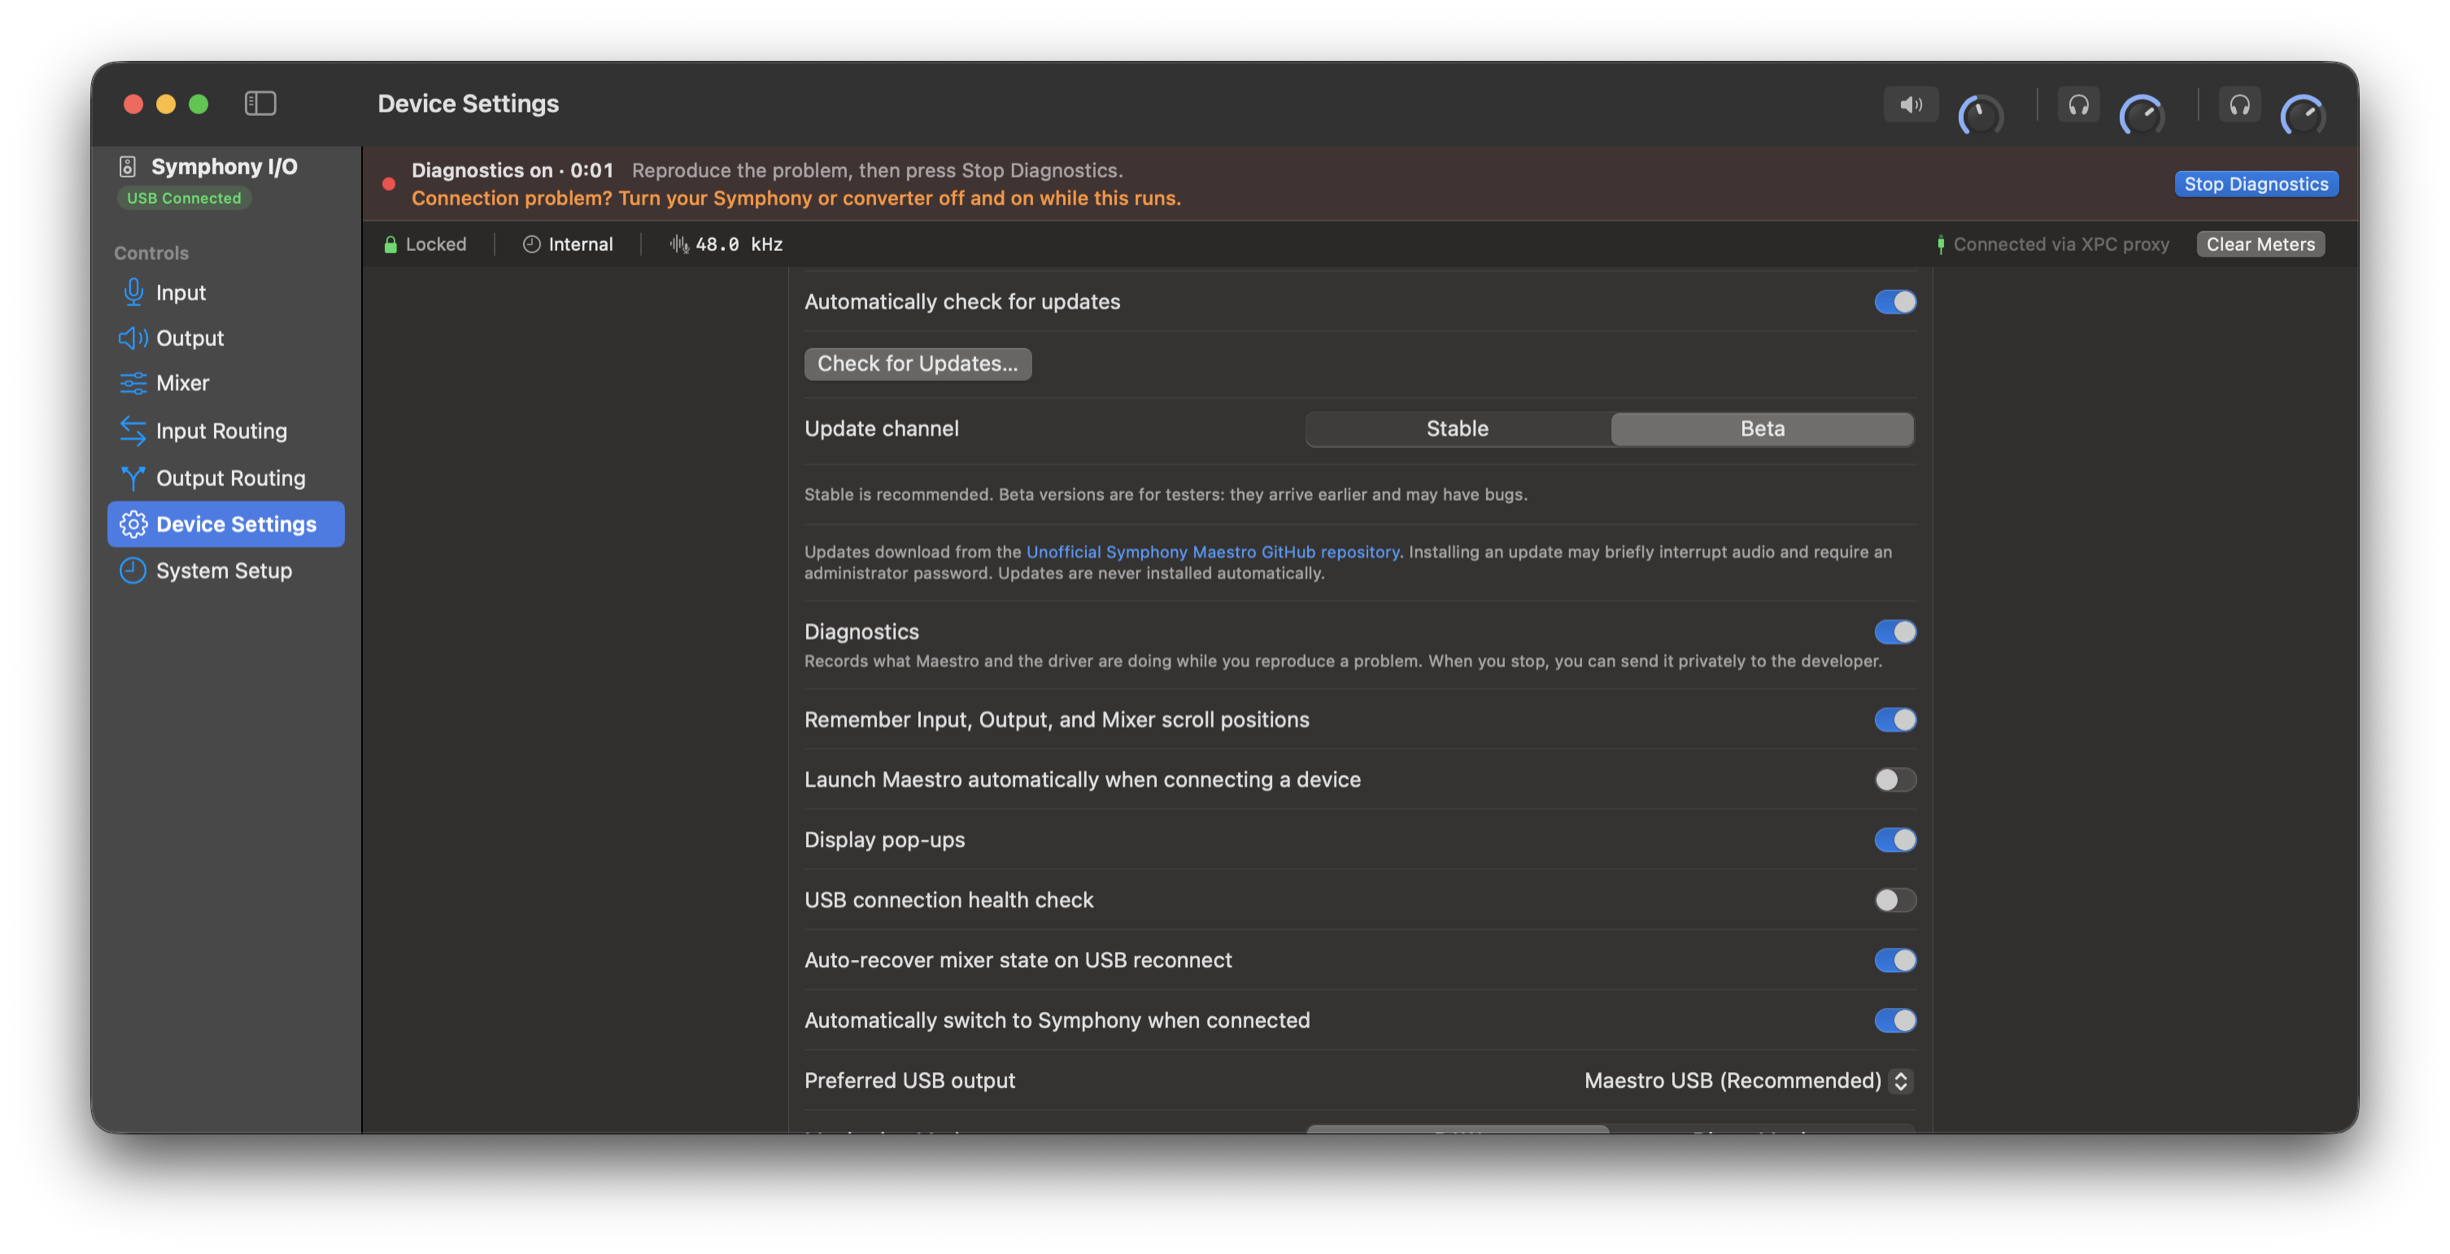 Device Settings
Symphony I/O
USB Connected
Controls
Input
Output
Mixer
Input Routing
Output Routing
Device Settings
System Setup
Diagnostics on · 0:01 Reproduce the problem, then press Stop Diagnostics.
Connection problem? Turn your Symphony or converter off and on while this runs.
Stop Diagnostics
Locked
Internal
48.0 kHz
Connected via XPC proxy
Clear Meters
Automatically check for updates
Check for Updates...
Update channel
Stable
Beta
Stable is recommended. Beta versions are for testers: they arrive earlier and may have bugs.
Updates download from the Unofficial Symphony Maestro GitHub repository. Installing an update may briefly interrupt audio and require an
administrator password. Updates are never installed automatically.
Diagnostics
Records what Maestro and the driver are doing while you reproduce a problem. When you stop, you can send it privately to the developer.
Remember Input, Output, and Mixer scroll positions
Launch Maestro automatically when connecting a device
Display pop-ups
USB connection health check
Auto-recover mixer state on USB reconnect
Automatically switch to Symphony when connected
Preferred USB output
Maestro USB (Recommended)